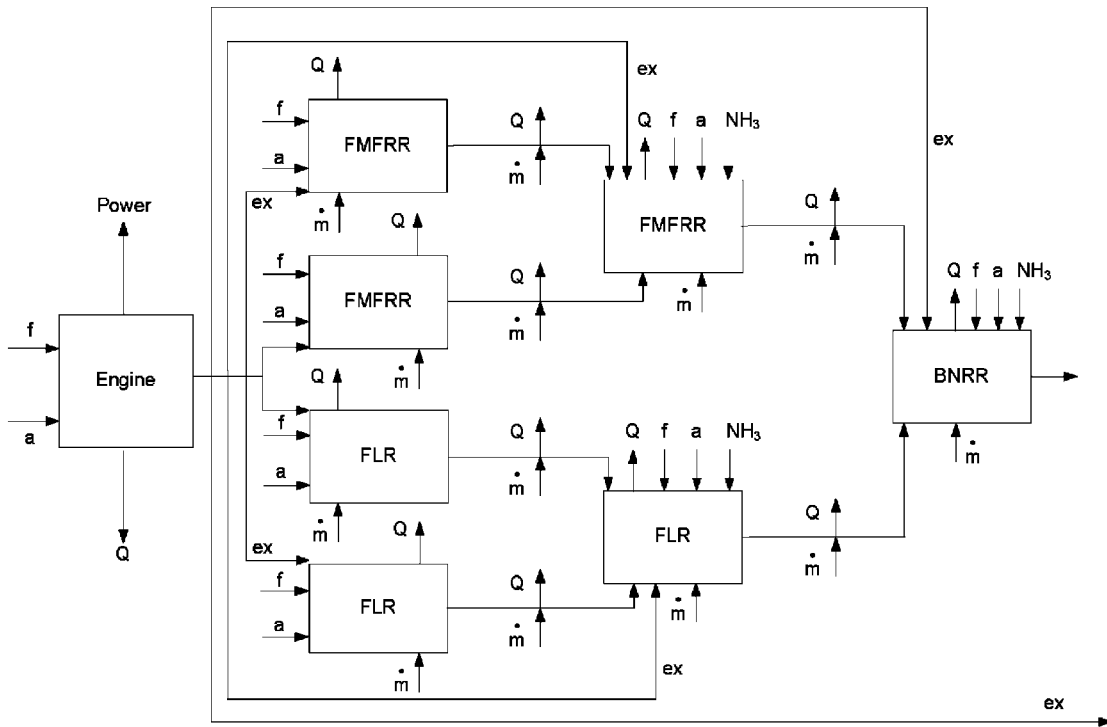 ex
Q
f
FMFRR
a
ex
ṁ
Q
ṁ
Q
f
a
NH₃
FMFRR
ṁ
Q
f
FMFRR
a
ṁ
Q
ṁ
Q
ṁ
ex
Power
f
Engine
a
Q
Q
f
a
NH₃
BNRR
ṁ
Q
f
FLR
a
ṁ
Q
ṁ
Q
f
a
NH₃
FLR
ṁ
Q
ṁ
ex
Q
f
FLR
a
ṁ
Q
ṁ
ex
ex